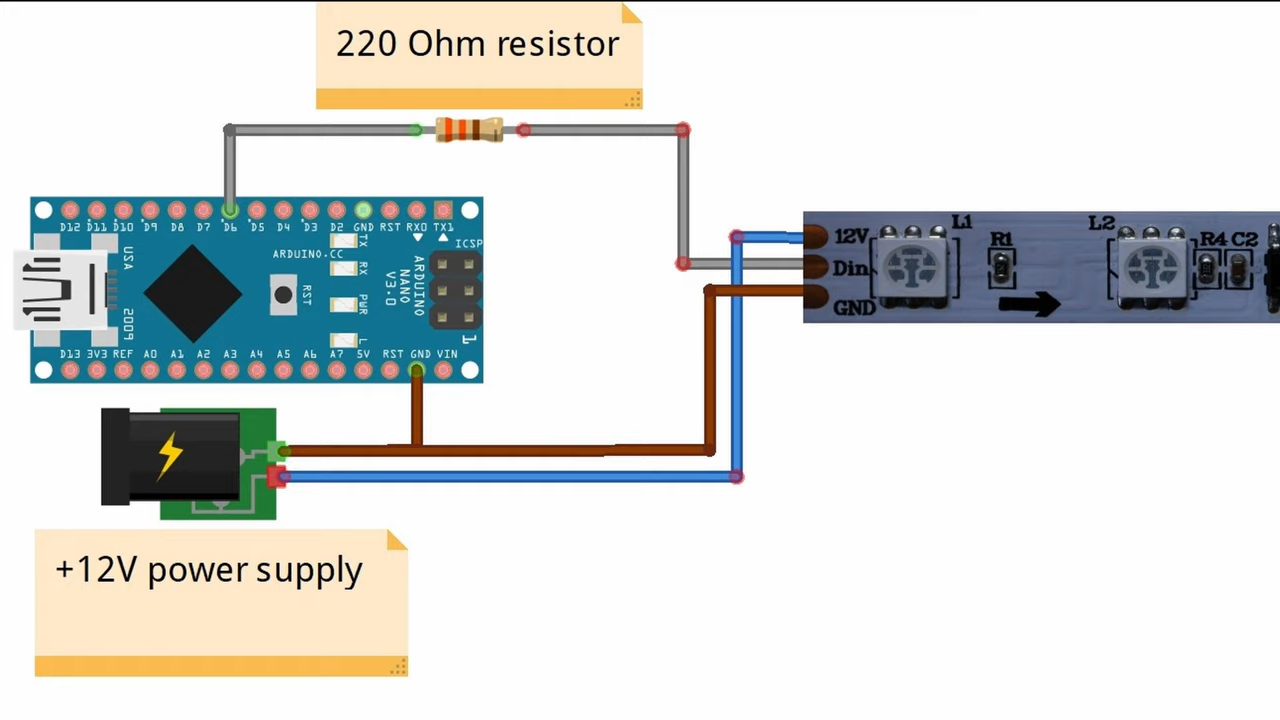 220 Ohm resistor
D12 D11 D10 D9 D8 D7 D6 D5 D4 D3 D2 GND RST RX0 TX1
TX
RX
PWR
L
ARDUINO.CC
RST
ARDUINO
NANO
V3.0
ICSP
1
USA
2009
D13 3V3 REF A0 A1 A2 A3 A4 A5 A6 A7 5V RST GND VIN
12V
Din
GND
L1
R1
L2
R4 C2
+12V power supply